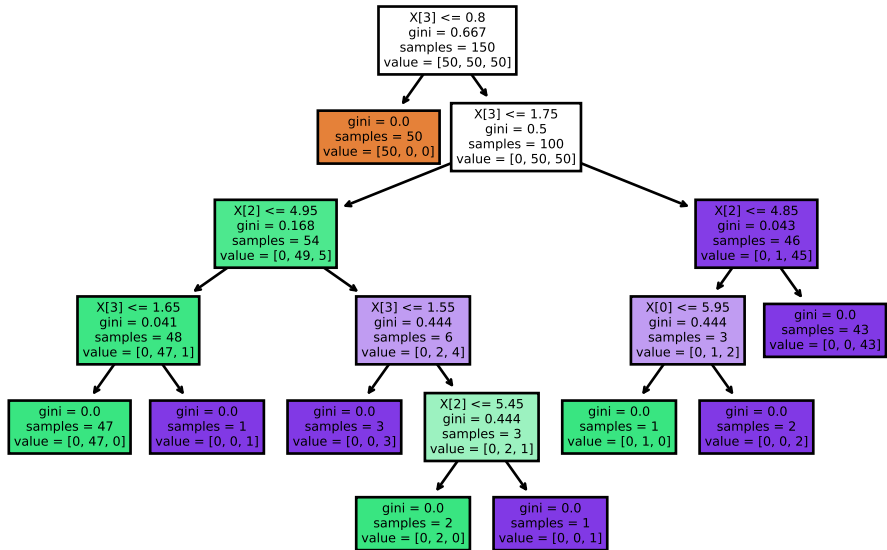 X[3] <= 0.8
gini = 0.667
samples = 150
value = [50, 50, 50]
gini = 0.0
samples = 50
value = [50, 0, 0]
X[3] <= 1.75
gini = 0.5
samples = 100
value = [0, 50, 50]
X[2] <= 4.95
gini = 0.168
samples = 54
value = [0, 49, 5]
X[2] <= 4.85
gini = 0.043
samples = 46
value = [0, 1, 45]
X[3] <= 1.65
gini = 0.041
samples = 48
value = [0, 47, 1]
X[3] <= 1.55
gini = 0.444
samples = 6
value = [0, 2, 4]
X[0] <= 5.95
gini = 0.444
samples = 3
value = [0, 1, 2]
gini = 0.0
samples = 43
value = [0, 0, 43]
gini = 0.0
samples = 47
value = [0, 47, 0]
gini = 0.0
samples = 1
value = [0, 0, 1]
gini = 0.0
samples = 3
value = [0, 0, 3]
X[2] <= 5.45
gini = 0.444
samples = 3
value = [0, 2, 1]
gini = 0.0
samples = 1
value = [0, 1, 0]
gini = 0.0
samples = 2
value = [0, 0, 2]
gini = 0.0
samples = 2
value = [0, 2, 0]
gini = 0.0
samples = 1
value = [0, 0, 1]